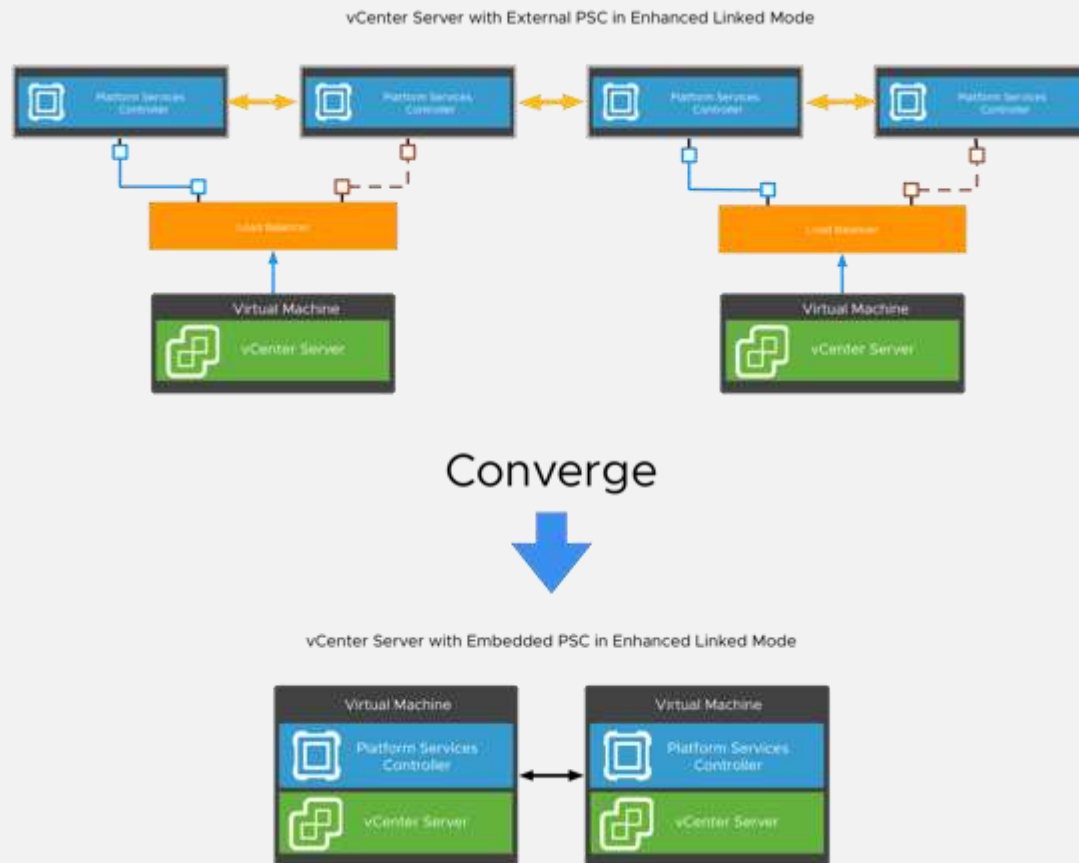 vCenter Server with External PSC in Enhanced Linked Mode
Platform Services
Controller
Platform Services
Controller
Platform Services
Controller
Platform Services
Controller
Load Balancer
Load Balancer
Virtual Machine
vCenter Server
Virtual Machine
vCenter Server
Converge
vCenter Server with Embedded PSC in Enhanced Linked Mode
Virtual Machine
Platform Services
Controller
vCenter Server
Virtual Machine
Platform Services
Controller
vCenter Server